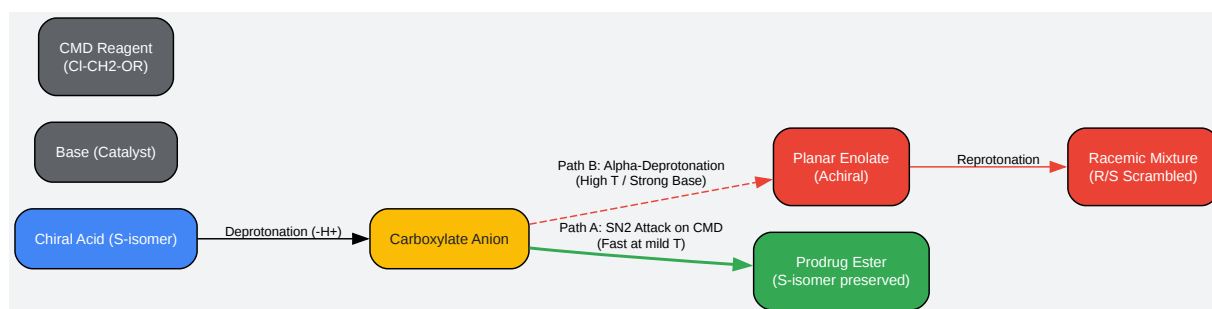 CMD Reagent
(Cl-CH2-OR)
Base (Catalyst)
Chiral Acid (S-isomer)
Deprotonation (-H+)
Carboxylate Anion
Path B: Alpha-Deprotonation
(High T / Strong Base)
Path A: SN2 Attack on CMD
(Fast at mild T)
Planar Enolate
(Achiral)
Reprotonation
Racemic Mixture
(R/S Scrambled)
Prodrug Ester
(S-isomer preserved)